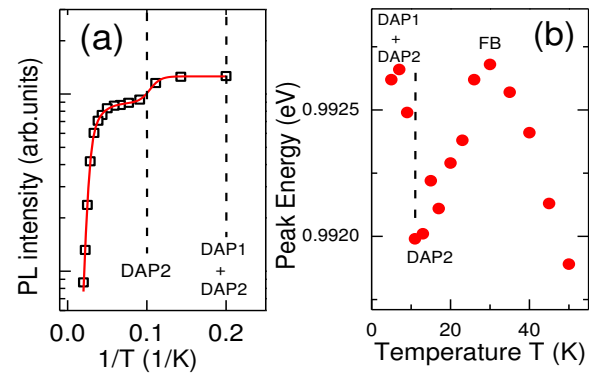 (a)
PL intensity (arb.units)
DAP2
DAP1
+
DAP2
0.0 0.1 0.2
1/T (1/K)
(b)
DAP1
+
DAP2
FB
DAP2
Peak Energy (eV)
0.9925
0.9920
0 20 40
Temperature T (K)